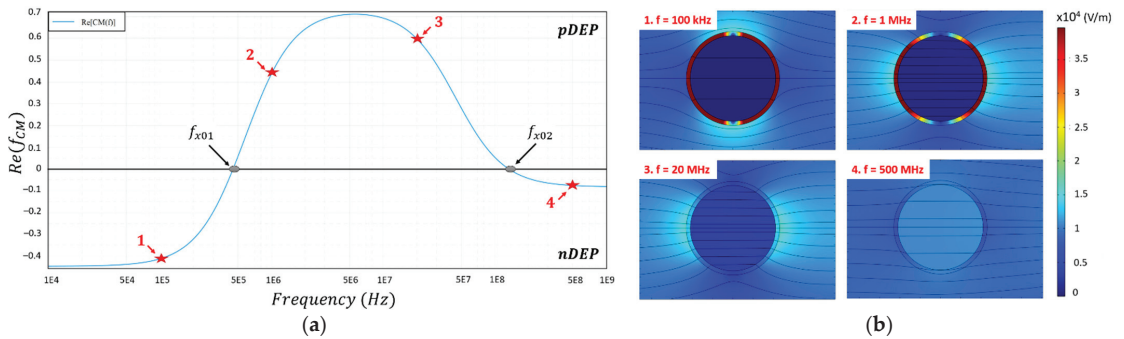 Re[CM(f)]
pDEP
nDEP
0.7
0.6
0.5
0.4
0.3
0.2
0.1
0
−0.1
−0.2
−0.3
−0.4
Re(f_CM)
1
2
3
4
f_x01
f_x02
1E4
5E4
1E5
5E5
1E6
5E6
1E7
5E7
1E8
5E8
1E9
Frequency (Hz)
(a)
1. f = 100 kHz
2. f = 1 MHz
3. f = 20 MHz
4. f = 500 MHz
x10⁴ (V/m)
3.5
3
2.5
2
1.5
1
0.5
0
(b)